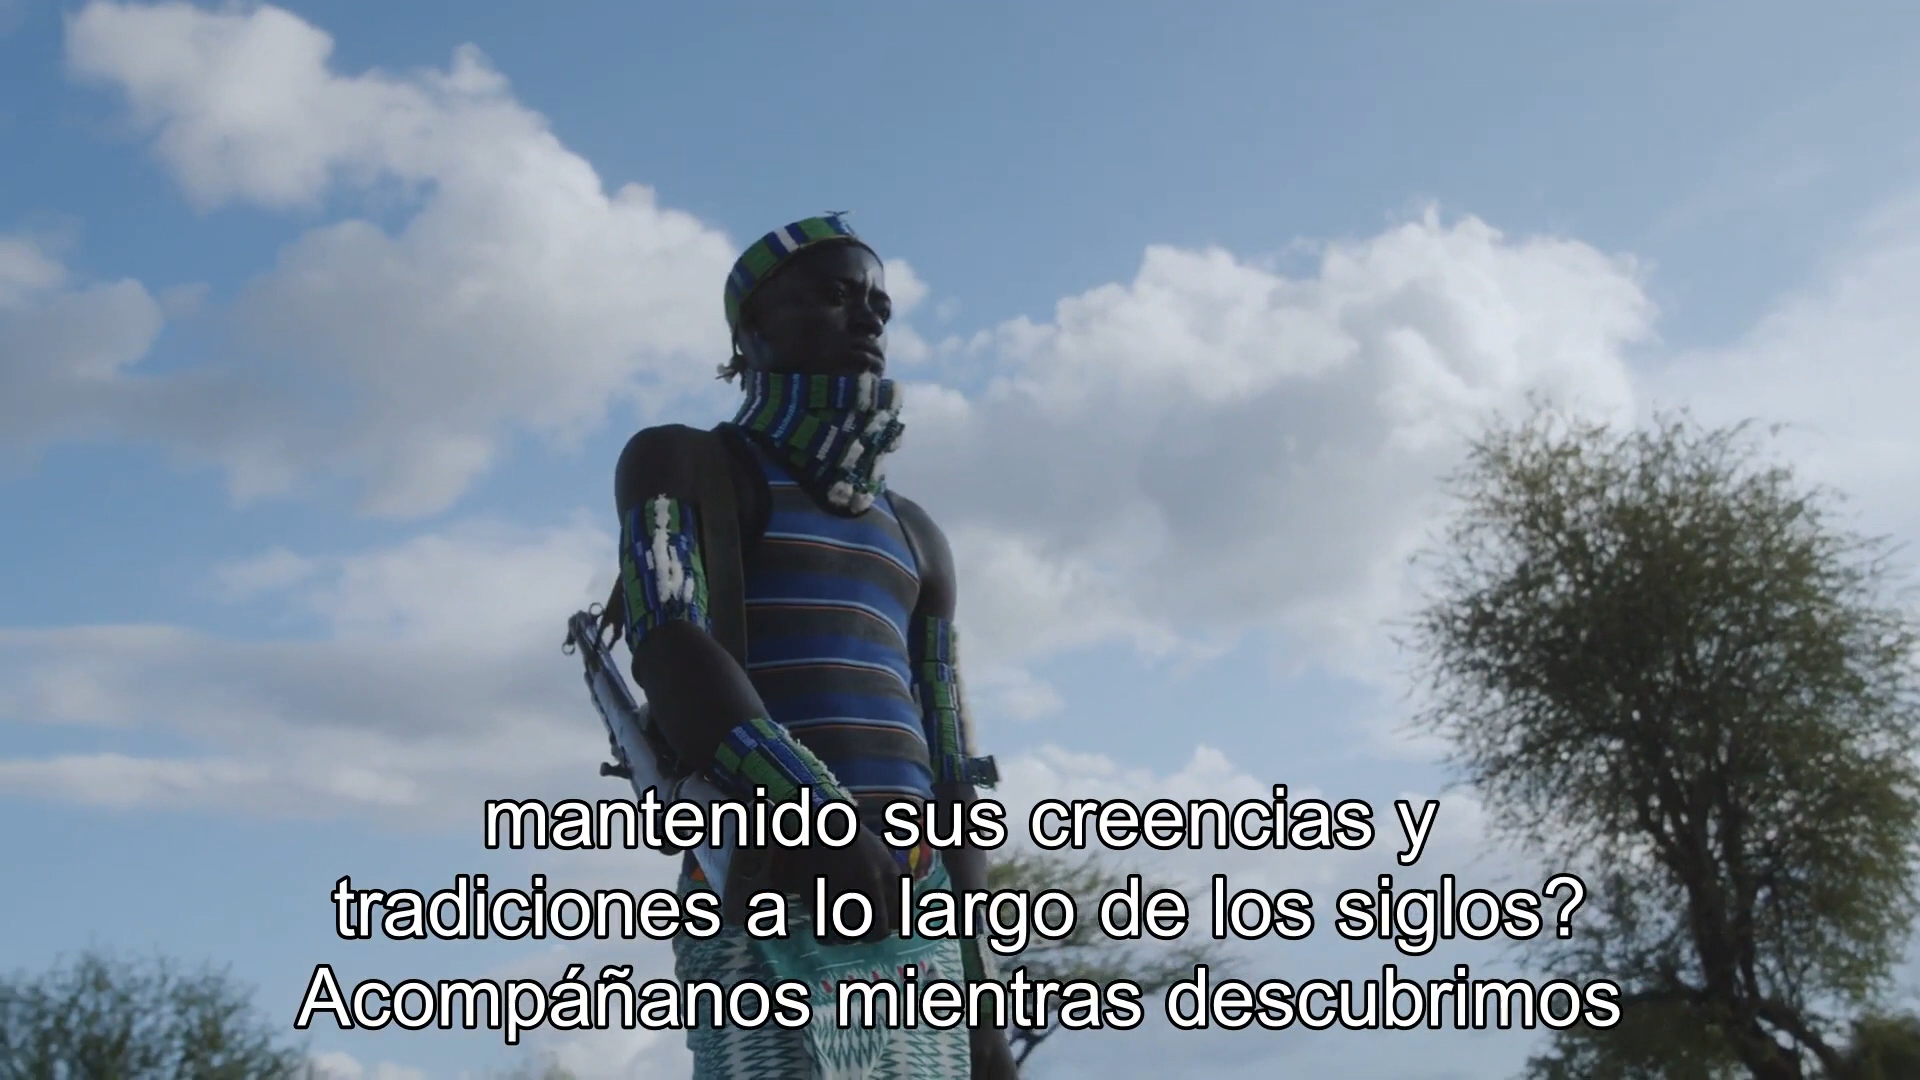 mantenido sus creencias y
tradiciones a lo largo de los siglos?
Acompáñanos mientras descubrimos